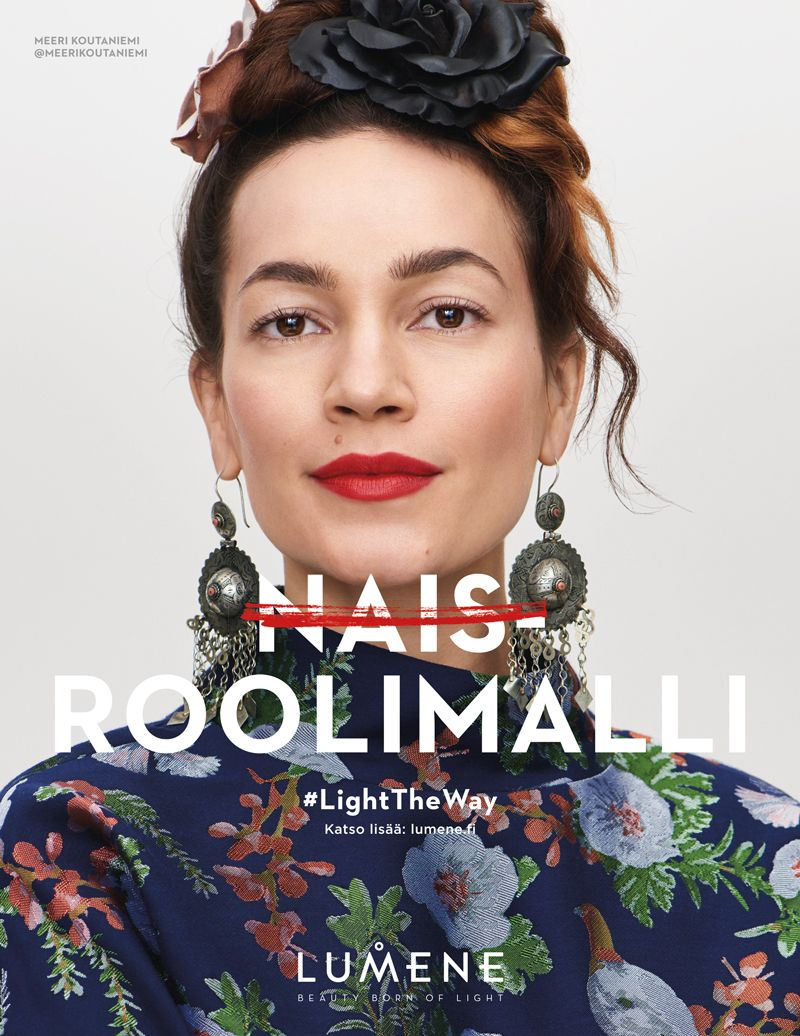 MEERI KOUTANIEMI
@MEERIKOUTANIEMI
NAIS-
ROOLIMALLI
#LightTheWay
Katso lisää: lumene.fi
LUMENE
BEAUTY BORN OF LIGHT